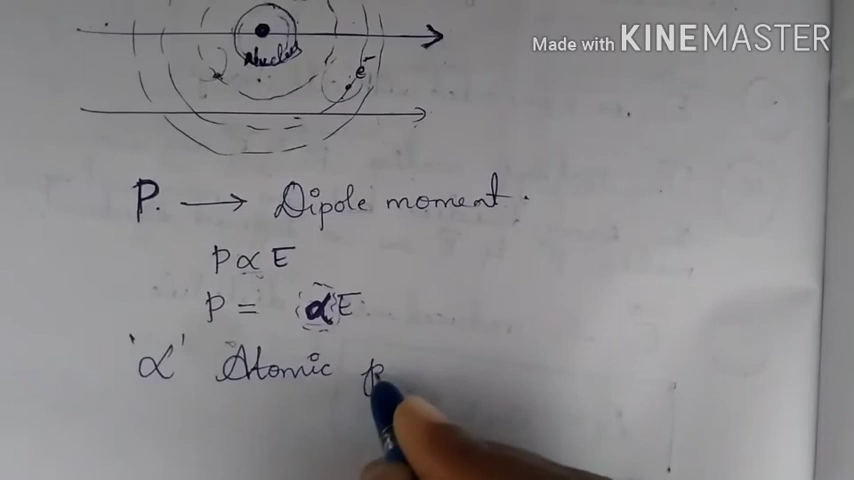 Made with KINEMASTER
Nucleus
e-
P. → Dipole moment.
P ∝ E
P = αE
'α' Atomic p